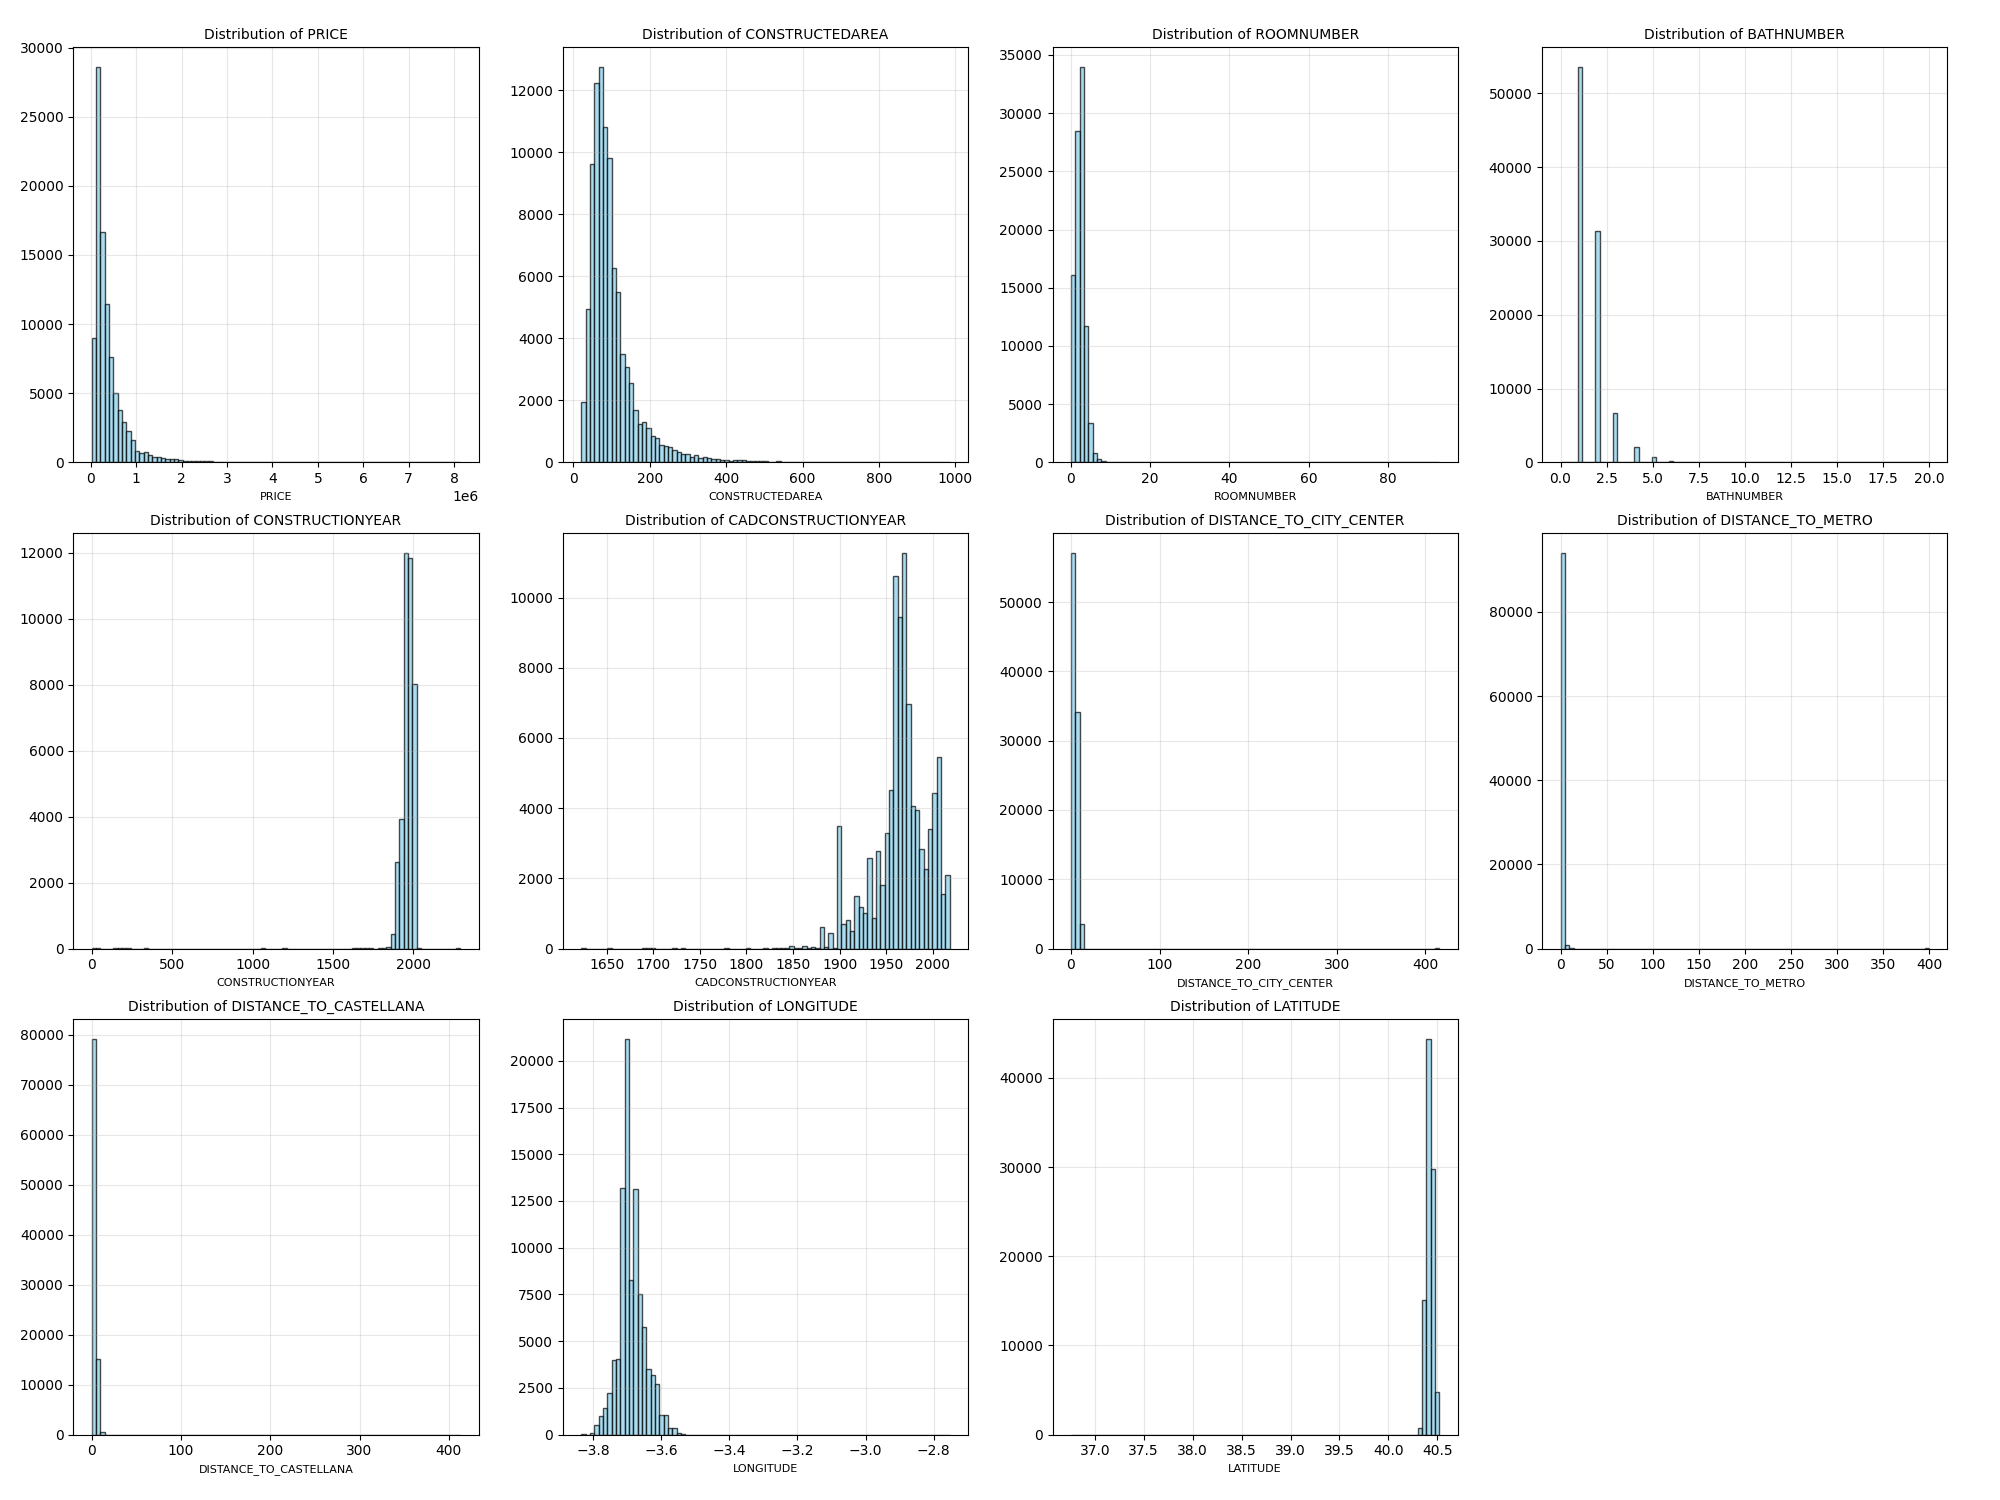 Distribution of PRICE
30000
25000
20000
15000
10000
5000
0
0 1 2 3 4 5 6 7 8
1e6
PRICE
Distribution of CONSTRUCTEDAREA
12000
10000
8000
6000
4000
2000
0
0 200 400 600 800 1000
CONSTRUCTEDAREA
Distribution of ROOMNUMBER
35000
30000
25000
20000
15000
10000
5000
0
0 20 40 60 80
ROOMNUMBER
Distribution of BATHNUMBER
50000
40000
30000
20000
10000
0
0.0 2.5 5.0 7.5 10.0 12.5 15.0 17.5 20.0
BATHNUMBER
Distribution of CONSTRUCTIONYEAR
12000
10000
8000
6000
4000
2000
0
0 500 1000 1500 2000
CONSTRUCTIONYEAR
Distribution of CADCONSTRUCTIONYEAR
10000
8000
6000
4000
2000
0
1650 1700 1750 1800 1850 1900 1950 2000
CADCONSTRUCTIONYEAR
Distribution of DISTANCE_TO_CITY_CENTER
50000
40000
30000
20000
10000
0
0 100 200 300 400
DISTANCE_TO_CITY_CENTER
Distribution of DISTANCE_TO_METRO
80000
60000
40000
20000
0
0 50 100 150 200 250 300 350 400
DISTANCE_TO_METRO
Distribution of DISTANCE_TO_CASTELLANA
80000
70000
60000
50000
40000
30000
20000
10000
0
0 100 200 300 400
DISTANCE_TO_CASTELLANA
Distribution of LONGITUDE
20000
17500
15000
12500
10000
7500
5000
2500
0
−3.8 −3.6 −3.4 −3.2 −3.0 −2.8
LONGITUDE
Distribution of LATITUDE
40000
30000
20000
10000
0
37.0 37.5 38.0 38.5 39.0 39.5 40.0 40.5
LATITUDE